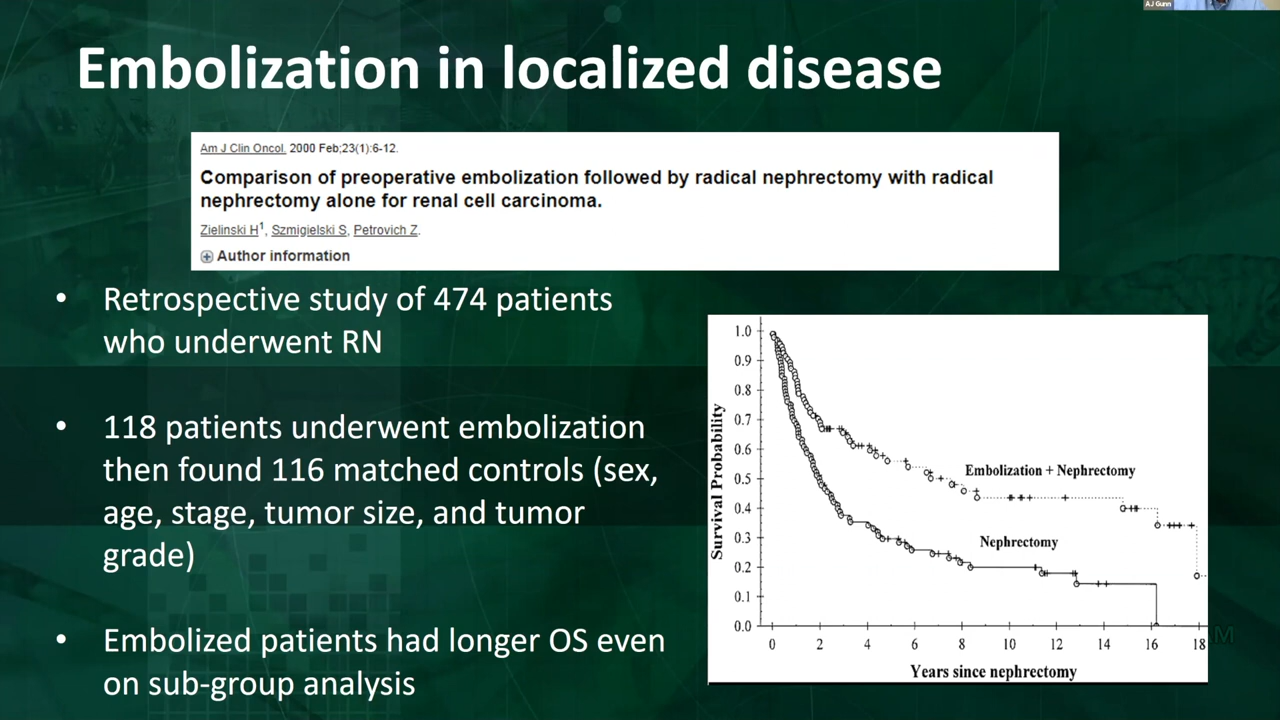 AJ Gunn
Embolization in localized disease
Am J Clin Oncol. 2000 Feb;23(1):6-12.
Comparison of preoperative embolization followed by radical nephrectomy with radical
nephrectomy alone for renal cell carcinoma.
Zielinski H1, Szmigielski S, Petrovich Z.
Author information
• Retrospective study of 474 patients
who underwent RN
• 118 patients underwent embolization
then found 116 matched controls (sex,
age, stage, tumor size, and tumor
grade)
• Embolized patients had longer OS even
on sub-group analysis
Survival Probability
1.0
0.9
0.8
0.7
0.6
0.5
0.4
0.3
0.2
0.1
0.0
Embolization + Nephrectomy
Nephrectomy
0 2 4 6 8 10 12 14 16 18
Years since nephrectomy